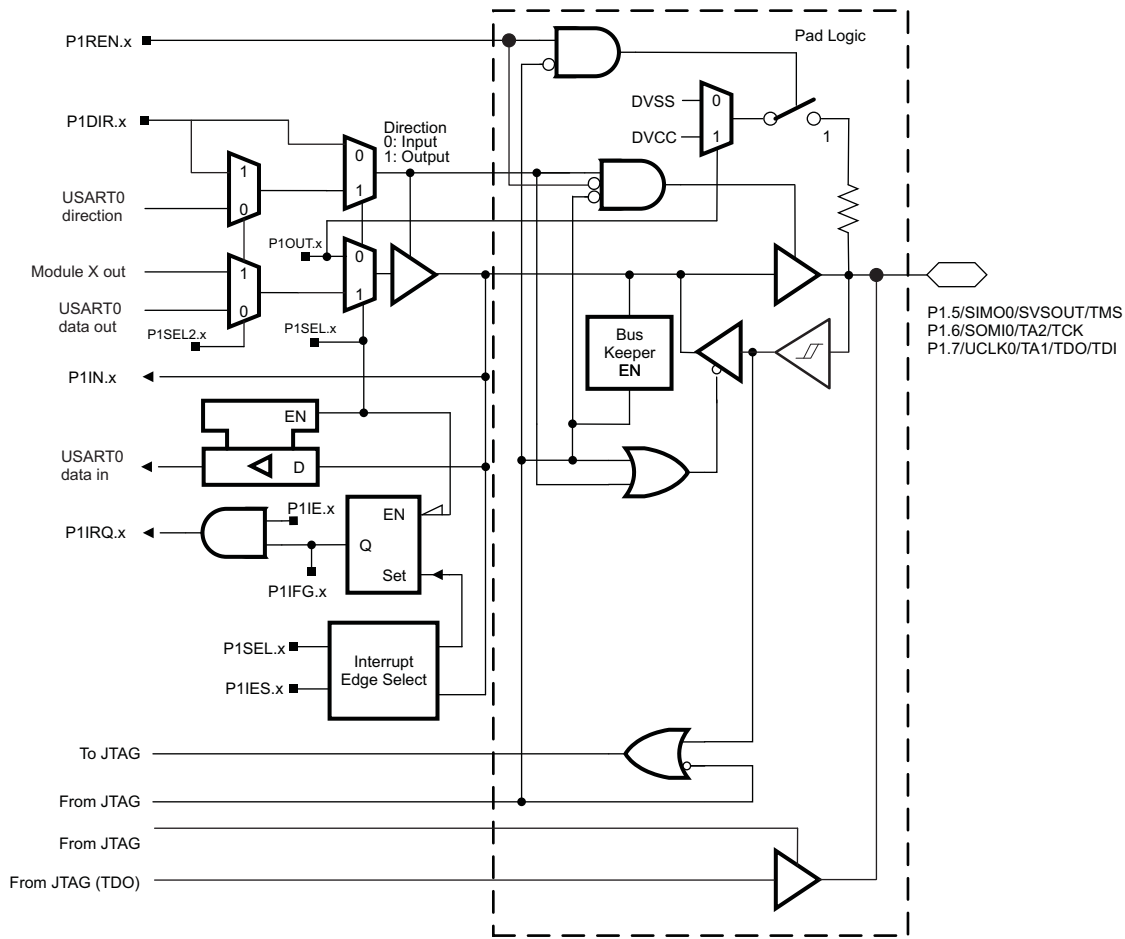 P1REN.x
Pad Logic
DVSS
0
DVCC
1
1
P1DIR.x
Direction
0: Input
1: Output
0
1
1
0
USART0
direction
P1OUT.x
0
1
Module X out
1
USART0
data out
0
P1SEL2.x
P1SEL.x
P1.5/SIMO0/SVSOUT/TMS
P1.6/SOMI0/TA2/TCK
P1.7/UCLK0/TA1/TDO/TDI
Bus
Keeper
EN
P1IN.x
EN
USART0
data in
D
P1IE.x
P1IRQ.x
EN
Q
Set
P1IFG.x
P1SEL.x
Interrupt
Edge Select
P1IES.x
To JTAG
From JTAG
From JTAG
From JTAG (TDO)